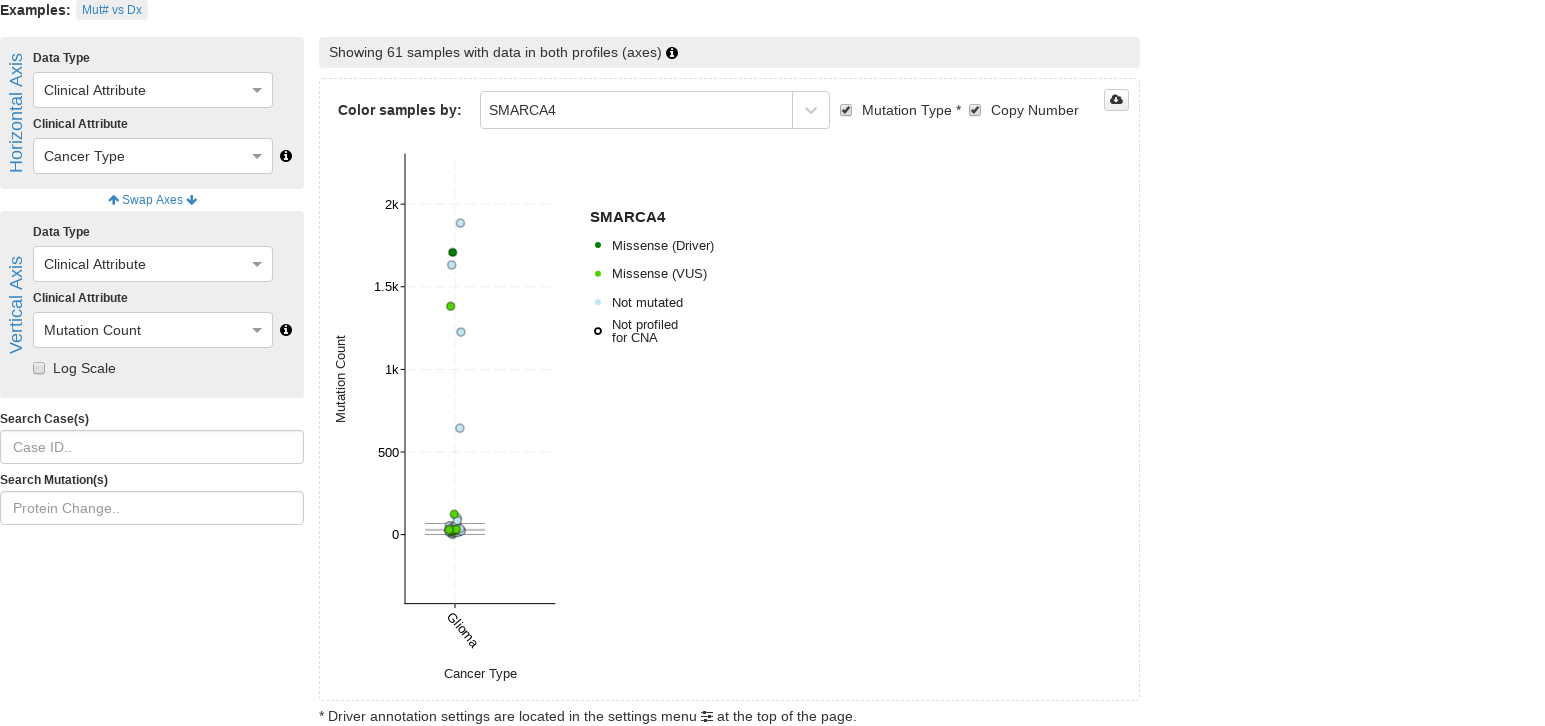 Examples: Mut# vs Dx
Horizontal Axis
Data Type
Clinical Attribute
Clinical Attribute
Cancer Type
Swap Axes
Vertical Axis
Data Type
Clinical Attribute
Clinical Attribute
Mutation Count
Log Scale
Search Case(s)
Case ID..
Search Mutation(s)
Protein Change..
Showing 61 samples with data in both profiles (axes)
Color samples by: SMARCA4 Mutation Type * Copy Number
Mutation Count
2k
1.5k
1k
500
0
Glioma
Cancer Type
SMARCA4
Missense (Driver)
Missense (VUS)
Not mutated
Not profiled
for CNA
* Driver annotation settings are located in the settings menu at the top of the page.